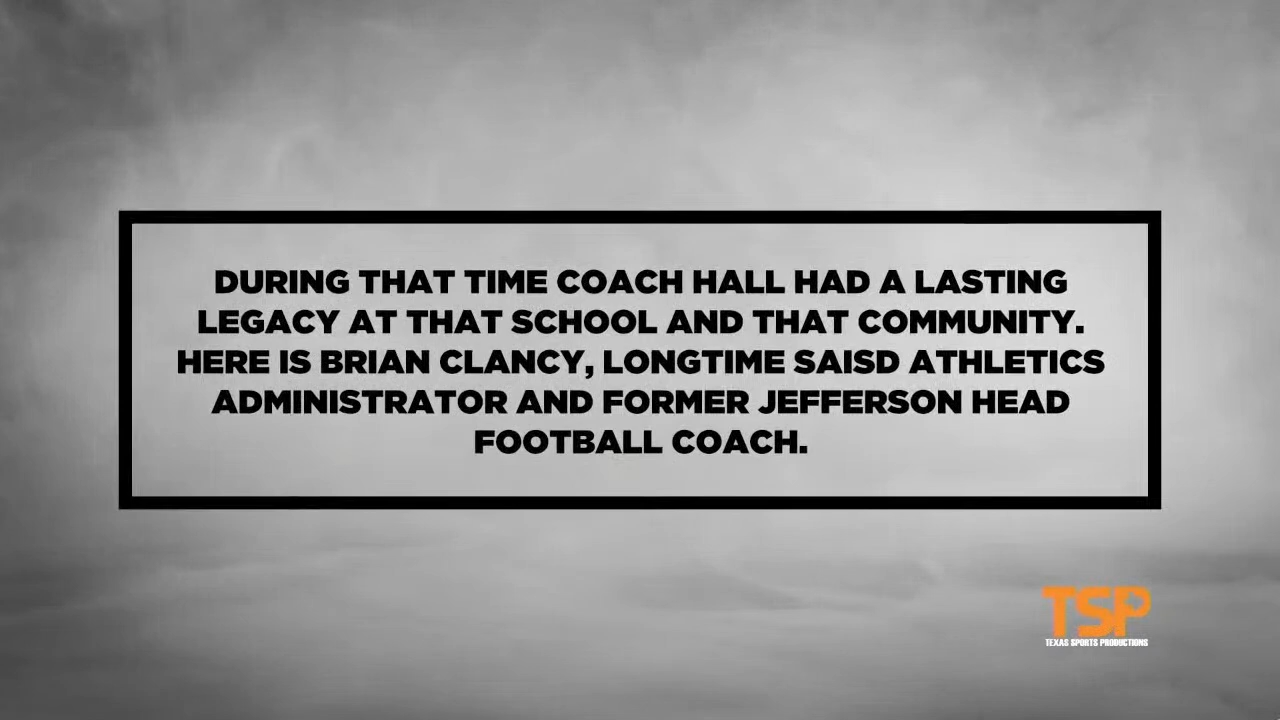 DURING THAT TIME COACH HALL HAD A LASTING
LEGACY AT THAT SCHOOL AND THAT COMMUNITY.
HERE IS BRIAN CLANCY, LONGTIME SAISD ATHLETICS
ADMINISTRATOR AND FORMER JEFFERSON HEAD
FOOTBALL COACH.
TSP
TEXAS SPORTS PRODUCTIONS